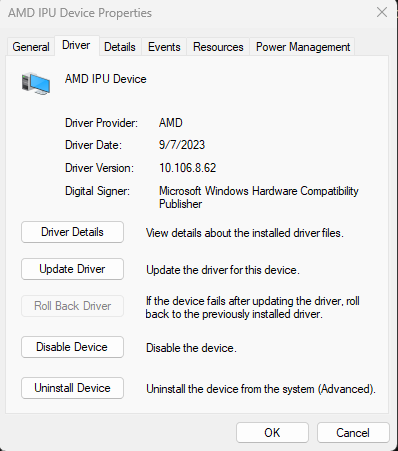 AMD IPU Device Properties
General Driver Details Events Resources Power Management
AMD IPU Device
Driver Provider: AMD
Driver Date: 9/7/2023
Driver Version: 10.106.8.62
Digital Signer: Microsoft Windows Hardware Compatibility
Publisher
Driver Details View details about the installed driver files.
Update Driver Update the driver for this device.
Roll Back Driver If the device fails after updating the driver, roll
back to the previously installed driver.
Disable Device Disable the device.
Uninstall Device Uninstall the device from the system (Advanced).
OK Cancel